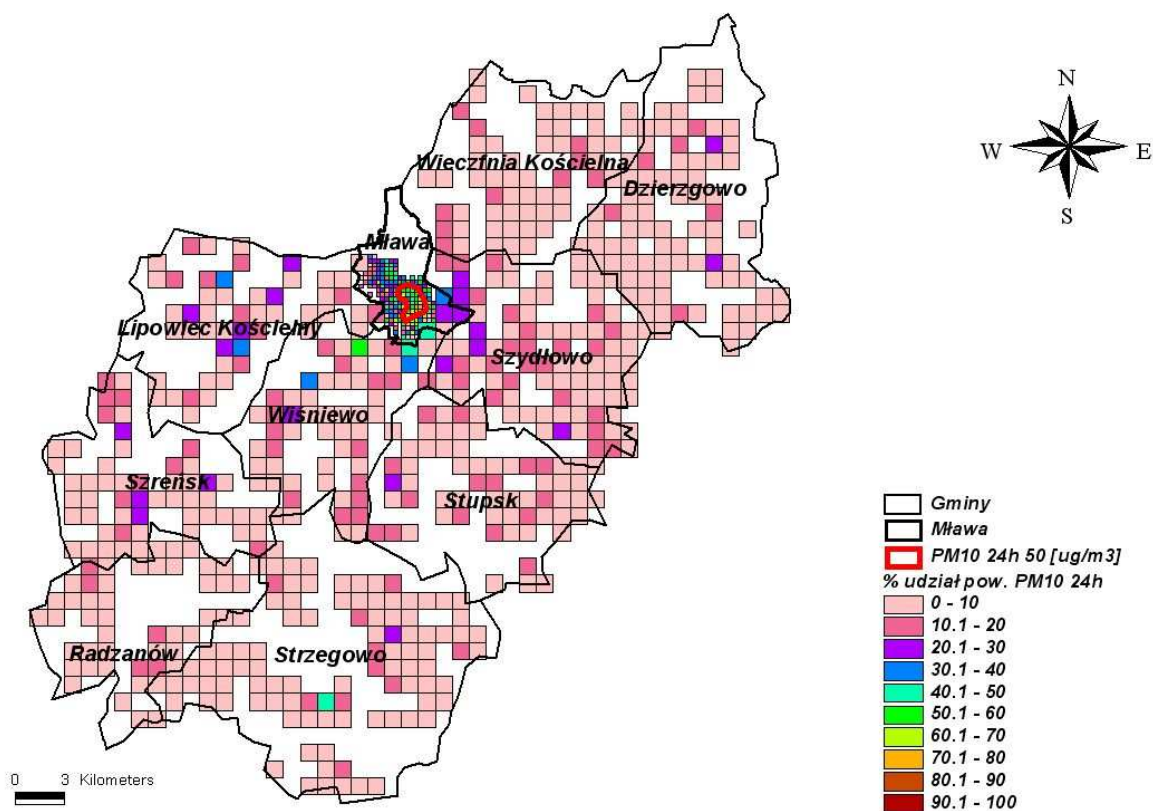 N
W E
S
Wieczfnia Kościelna
Dzierzgowo
Mława
Lipowiec Kościelny
Szydłowo
Wiśniewo
Szreńsk
Stupsk
Radzanów
Strzegowo
0 3 Kilometers
Gminy
Mława
PM10 24h 50 [ug/m3]
% udział pow. PM10 24h
0 - 10
10.1 - 20
20.1 - 30
30.1 - 40
40.1 - 50
50.1 - 60
60.1 - 70
70.1 - 80
80.1 - 90
90.1 - 100